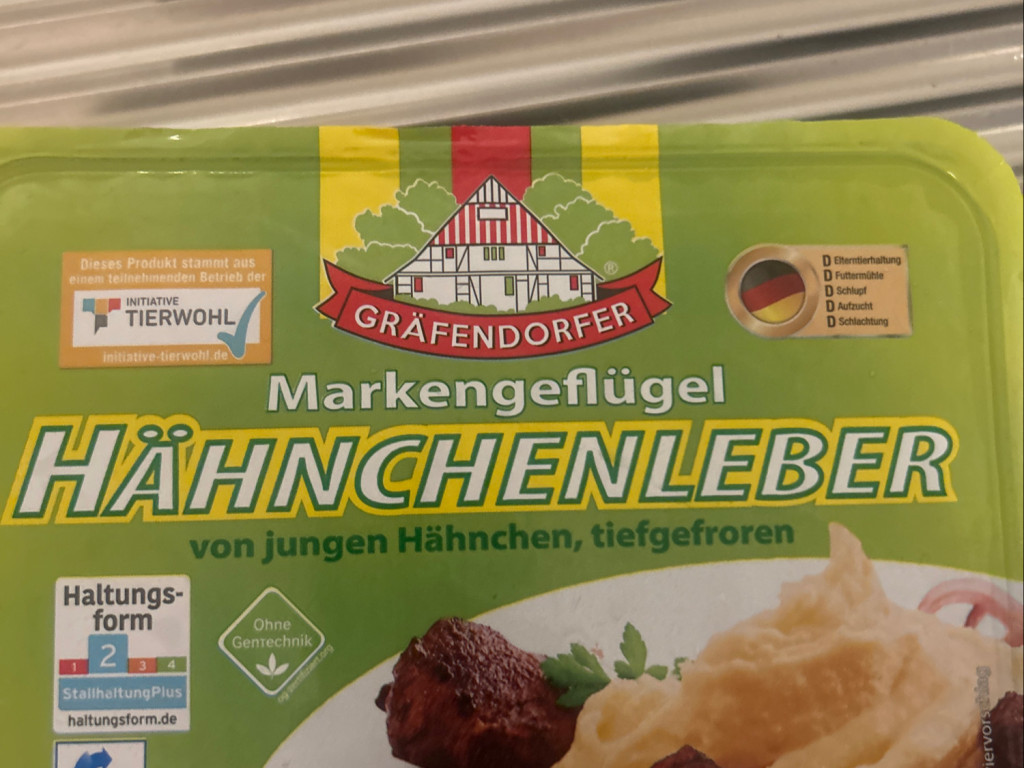 Dieses Produkt stammt aus
einem teilnehmenden Betrieb der
INITIATIVE
TIERWOHL
initiative-tierwohl.de
GRÄFENDORFER
®
D Elterntierhaltung
D Futtermühle
D Schlupf
D Aufzucht
D Schlachtung
Markengeflügel
HÄHNCHENLEBER
von jungen Hähnchen, tiefgefroren
Haltungs-
form
1 2 3 4
StallhaltungPlus
haltungsform.de
Ohne
GenTechnik